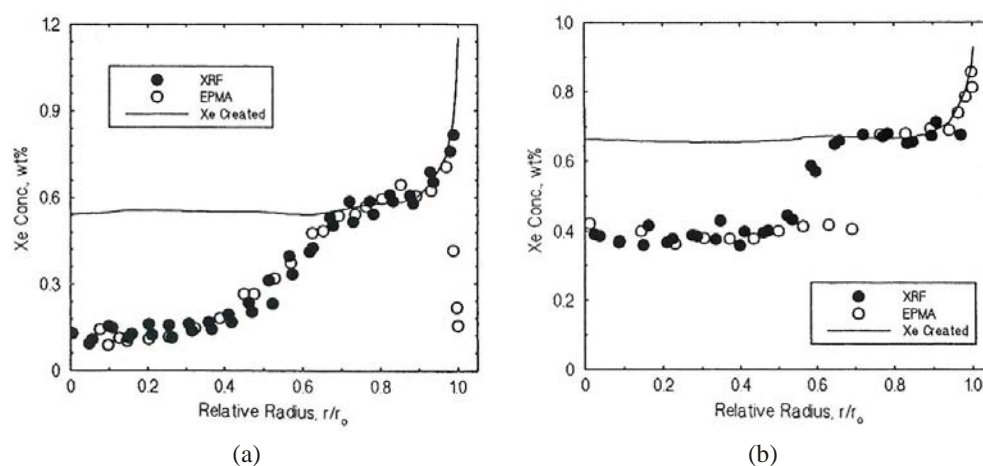 1.2
0.9
0.6
0.3
0
Xe Conc., wt%
XRF
EPMA
Xe Created
0 0.2 0.4 0.6 0.8 1.0
Relative Radius, r/ro
(a)
1.0
0.8
0.6
0.4
0.2
0
Xe Conc., wt%
XRF
EPMA
Xe Created
0 0.2 0.4 0.6 0.8 1.0
Relative Radius, r/ro
(b)